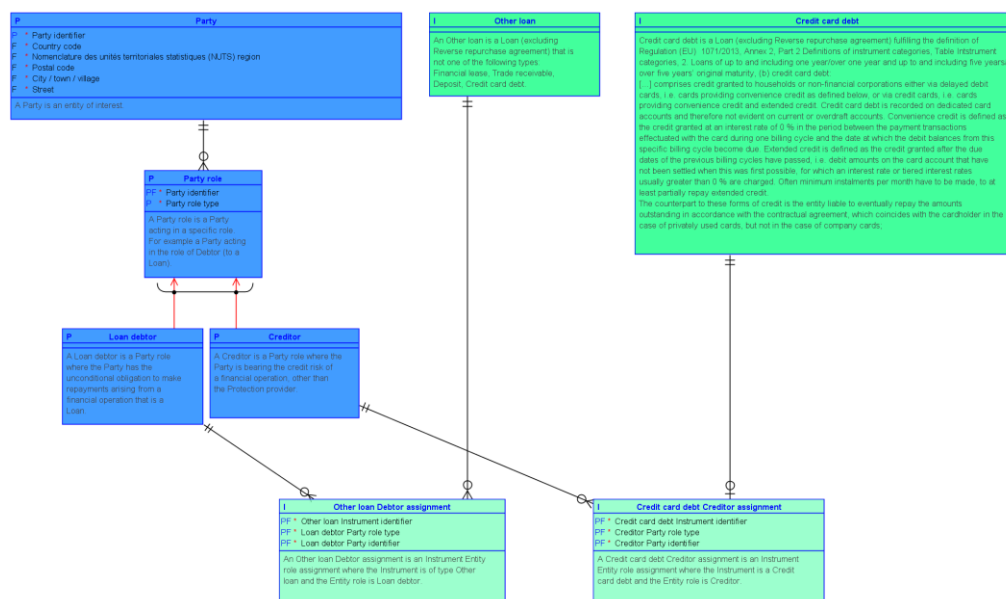 P Party
P * Party identifier
F * Country code
F * Nomenclature des unités territoriales statistiques (NUTS) region
F * Postal code
F * City / town / village
F * Street
A Party is an entity of interest.
I Other loan
An Other loan is a Loan (excluding
Reverse repurchase agreement) that is
not one of the following types:
Financial lease, Trade receivable,
Deposit, Credit card debt.
I Credit card debt
Credit card debt is a Loan (excluding Reverse repurchase agreement) fulfilling the definition of
Regulation (EU) 1071/2013, Annex 2, Part 2 Definitions of instrument categories, Table Intstrument
categories, 2. Loans of up to and including one year/over one year and up to and including five years/
over five years' original maturity, (b) credit card debt:
[...] comprises credit granted to households or non-financial corporations either via delayed debit
cards, i.e. cards providing convenience credit as defined below, or via credit cards, i.e. cards
providing convenience credit and extended credit. Credit card debt is recorded on dedicated card
accounts and therefore not evident on current or overdraft accounts. Convenience credit is defined as
the credit granted at an interest rate of 0 % in the period between the payment transactions
effectuated with the card during one billing cycle and the date at which the debit balances from this
specific billing cycle become due. Extended credit is defined as the credit granted after the due
dates of the previous billing cycles have passed, i.e. debit amounts on the card account that have
not been settled when this was first possible, for which an interest rate or tiered interest rates
usually greater than 0 % are charged. Often minimum instalments per month have to be made, to at
least partially repay extended credit.
The counterpart to these forms of credit is the entity liable to eventually repay the amounts
outstanding in accordance with the contractual agreement, which coincides with the cardholder in the
case of privately used cards, but not in the case of company cards;
Party role
PF * Party identifier
P * Party role type
A Party role is a Party
acting in a specific role.
For example a Party acting
in the role of Debtor (to a
Loan)
P Loan debtor
A Loan debtor is a Party role
where the Party has the
unconditional obligation to make
repayments arising from a
financial operation that is a
Loan.
P Creditor
A Creditor is a Party role where the
Party is bearing the credit risk of
a financial operation, other than
the Protection provider.
I Other loan Debtor assignment
PF * Other loan Instrument identifier
PF * Loan debtor Party role type
PF * Loan debtor Party identifier
An Other loan Debtor assignment is an Instrument Entity
role assignment where the Instrument is of type Other
loan and the Entity role is Loan debtor.
I Credit card debt Creditor assignment
PF * Credit card debt Instrument identifier
PF * Creditor Party role type
PF * Creditor Party identifier
A Credit card debt Creditor assignment is an Instrument
Entity role assignment where the Instrument is a Credit
card debt and the Entity role is Creditor.